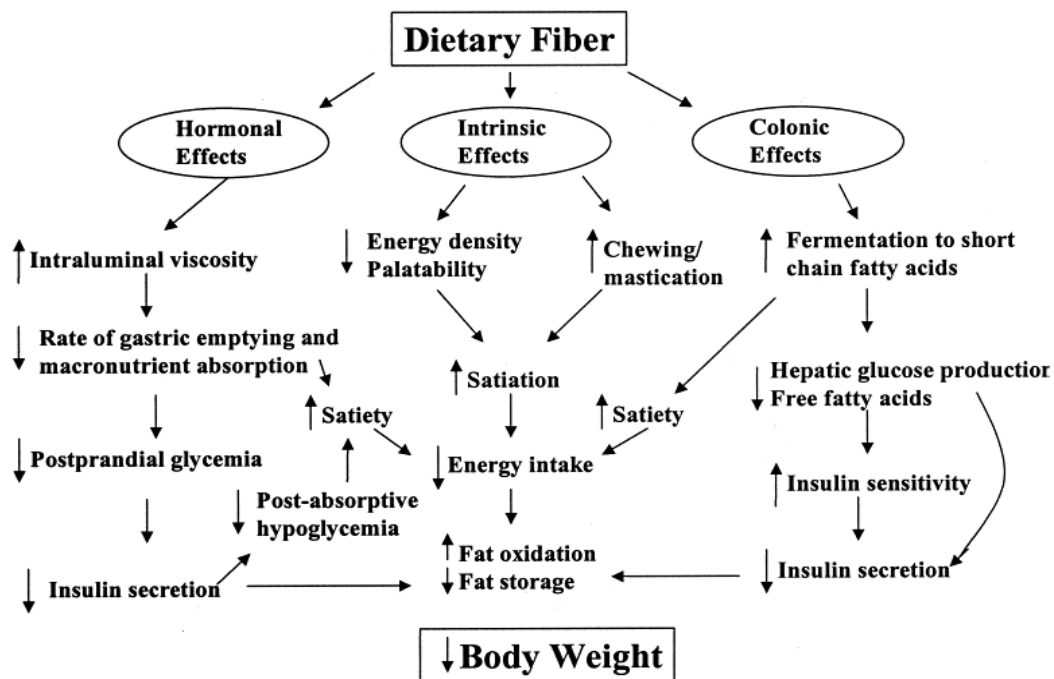 Dietary Fiber
Hormonal
Effects
Intrinsic
Effects
Colonic
Effects
↑ Intraluminal viscosity
↓ Energy density
Palatability
↑ Chewing/
mastication
↑ Fermentation to short
chain fatty acids
↓ Rate of gastric emptying and
macronutrient absorption
↑ Satiation
↓ Hepatic glucose production
Free fatty acids
↑ Satiety
↑ Satiety
↓ Postprandial glycemia
↓ Energy intake
↑ Insulin sensitivity
↓ Post-absorptive
hypoglycemia
↑ Fat oxidation
↓ Fat storage
↓ Insulin secretion
↓ Insulin secretion
↓ Body Weight